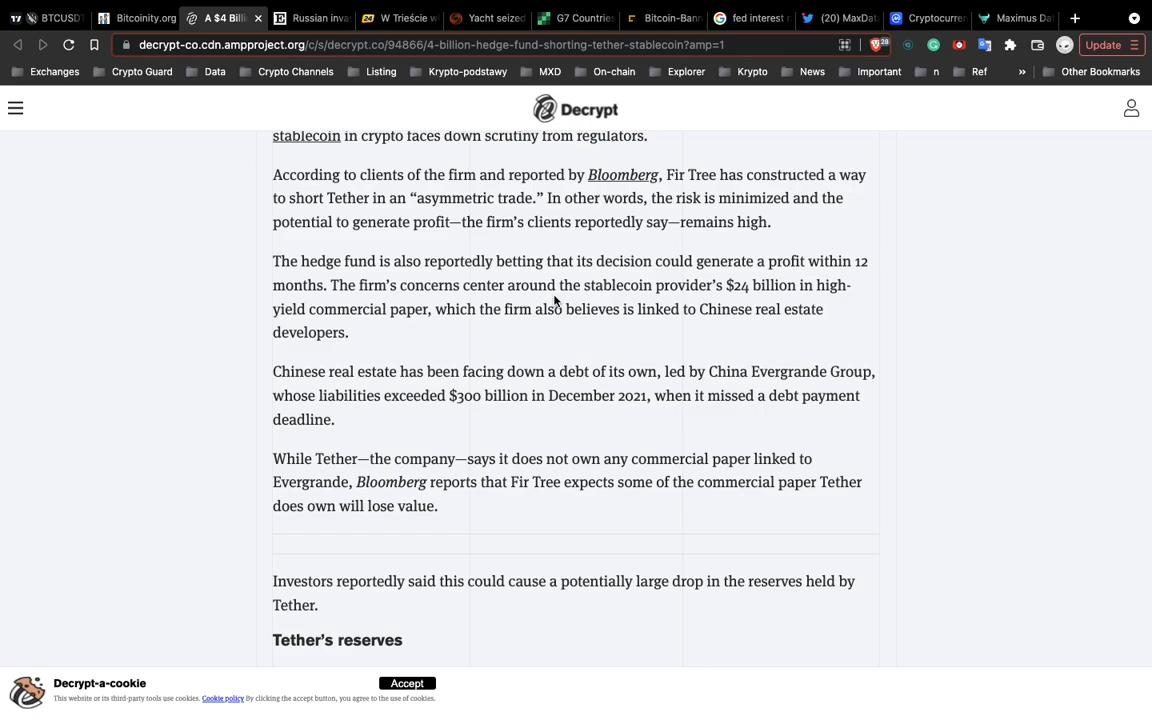 BTCUSDT
Bitcoinity.org
A $4 Billi
Russian inva
W Trieście w
Yacht seized
G7 Countries
Bitcoin-Bann
fed interest r
(20) MaxData
Cryptocurren
Maximus Da
decrypt-co.cdn.ampproject.org/c/s/decrypt.co/94866/4-billion-hedge-fund-shorting-tether-stablecoin?amp=1
28
Update
Exchanges
Crypto Guard
Data
Crypto Channels
Listing
Krypto-podstawy
MXD
On-chain
Explorer
Krypto
News
Important
n
Ref
»
Other Bookmarks
Decrypt
stablecoin in crypto faces down scrutiny from regulators.
According to clients of the firm and reported by Bloomberg, Fir Tree has constructed a way
to short Tether in an “asymmetric trade.” In other words, the risk is minimized and the
potential to generate profit—the firm’s clients reportedly say—remains high.
The hedge fund is also reportedly betting that its decision could generate a profit within 12
months. The firm’s concerns center around the stablecoin provider’s $24 billion in high-
yield commercial paper, which the firm also believes is linked to Chinese real estate
developers.
Chinese real estate has been facing down a debt of its own, led by China Evergrande Group,
whose liabilities exceeded $300 billion in December 2021, when it missed a debt payment
deadline.
While Tether—the company—says it does not own any commercial paper linked to
Evergrande, Bloomberg reports that Fir Tree expects some of the commercial paper Tether
does own will lose value.
Investors reportedly said this could cause a potentially large drop in the reserves held by
Tether.
Tether’s reserves
Decrypt-a-cookie
This website or its third-party tools use cookies. Cookie policy By clicking the accept button, you agree to the use of cookies.
Accept